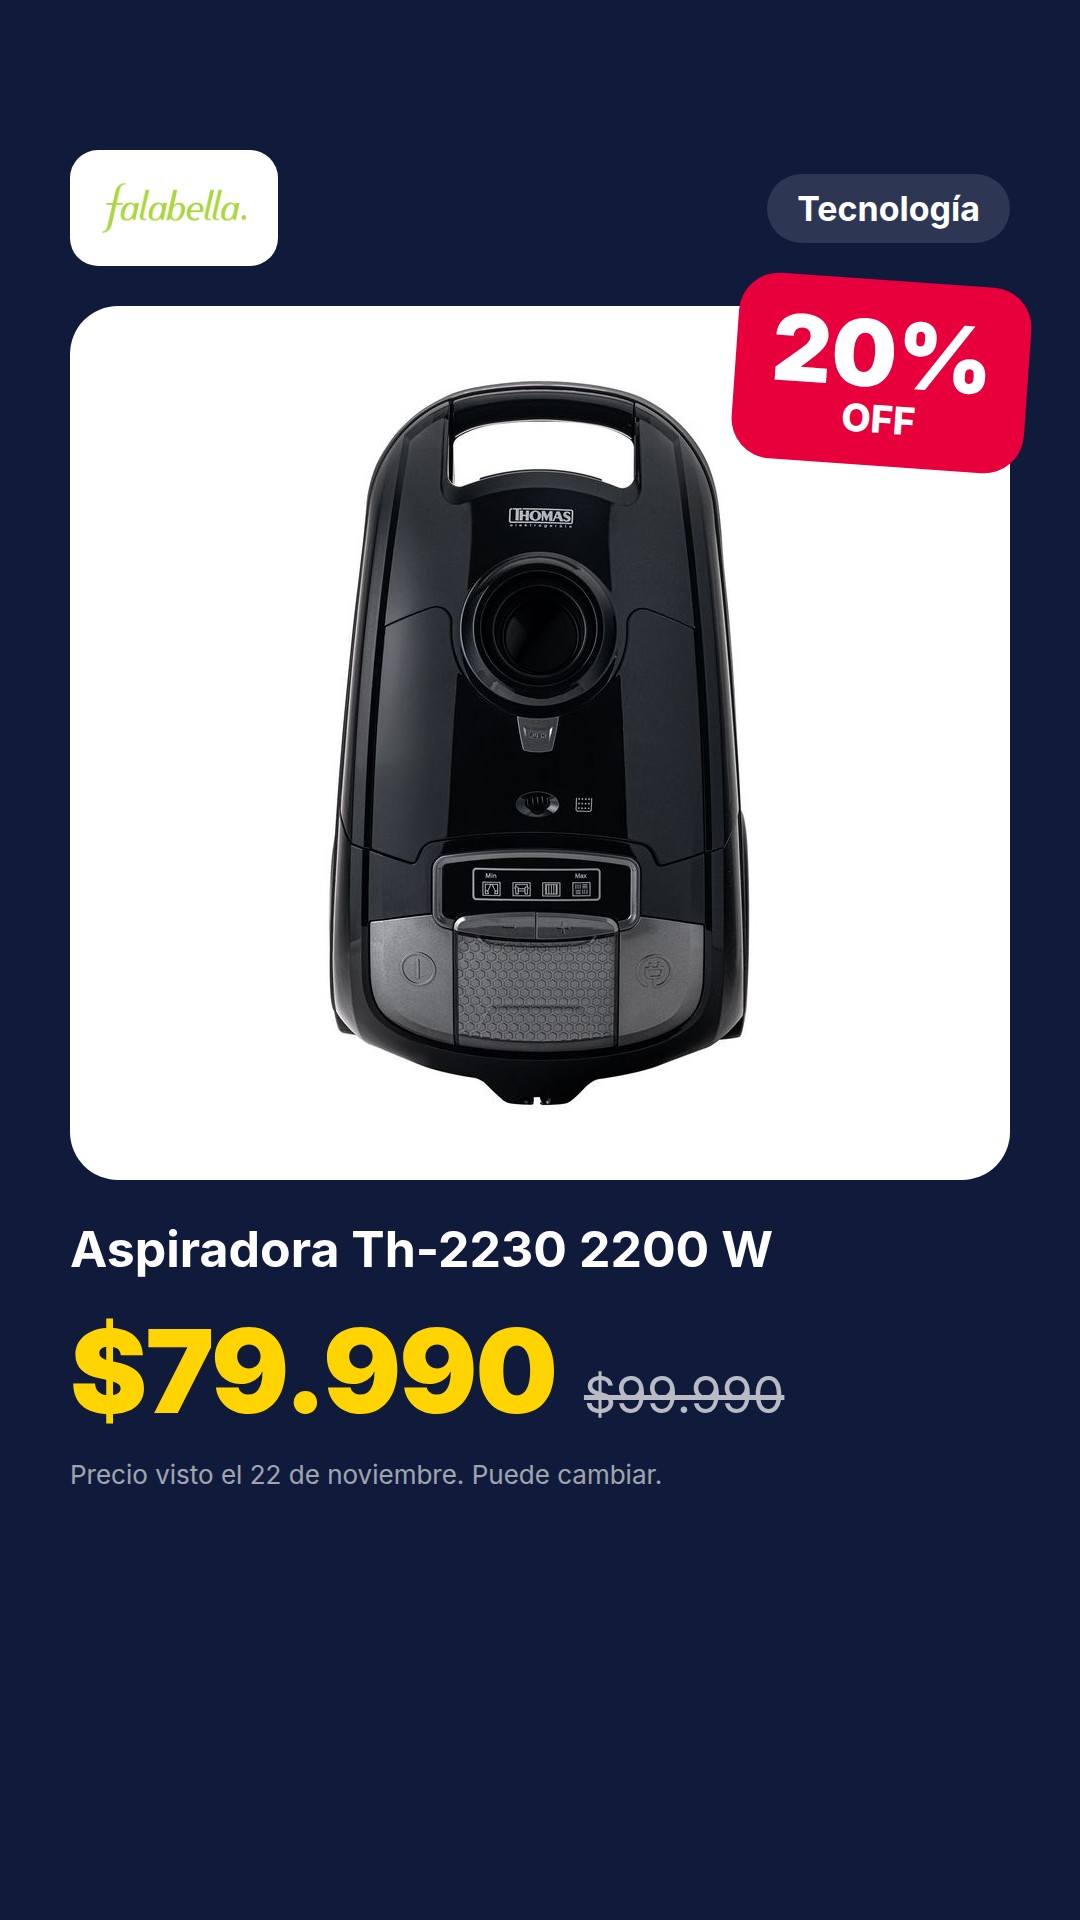 falabella.
Tecnología
20%
OFF
THOMAS
elektrogeräte
Min
Max
Aspiradora Th-2230 2200 W
$79.990 $99.990
Precio visto el 22 de noviembre. Puede cambiar.